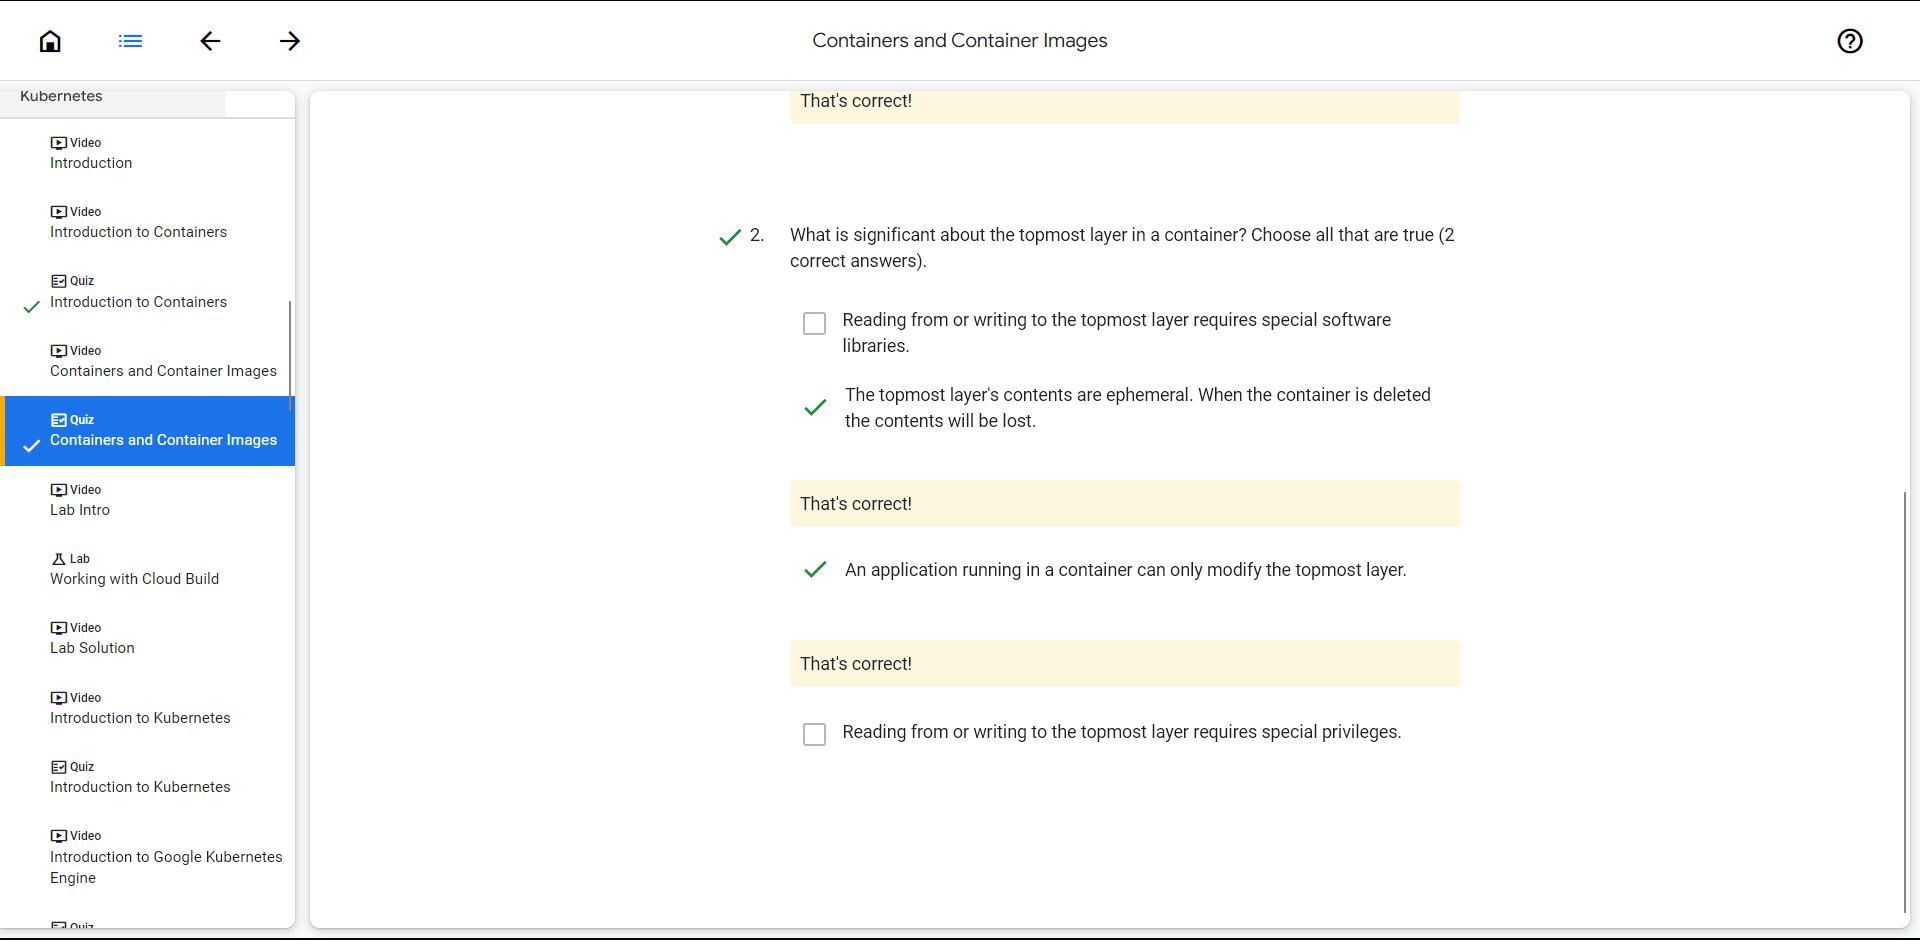 Containers and Container Images
Kubernetes
Video
Introduction
Video
Introduction to Containers
Quiz
Introduction to Containers
Video
Containers and Container Images
Quiz
Containers and Container Images
Video
Lab Intro
Lab
Working with Cloud Build
Video
Lab Solution
Video
Introduction to Kubernetes
Quiz
Introduction to Kubernetes
Video
Introduction to Google Kubernetes
Engine
Quiz
That's correct!
2. What is significant about the topmost layer in a container? Choose all that are true (2
correct answers).
Reading from or writing to the topmost layer requires special software
libraries.
The topmost layer's contents are ephemeral. When the container is deleted
the contents will be lost.
That's correct!
An application running in a container can only modify the topmost layer.
That's correct!
Reading from or writing to the topmost layer requires special privileges.